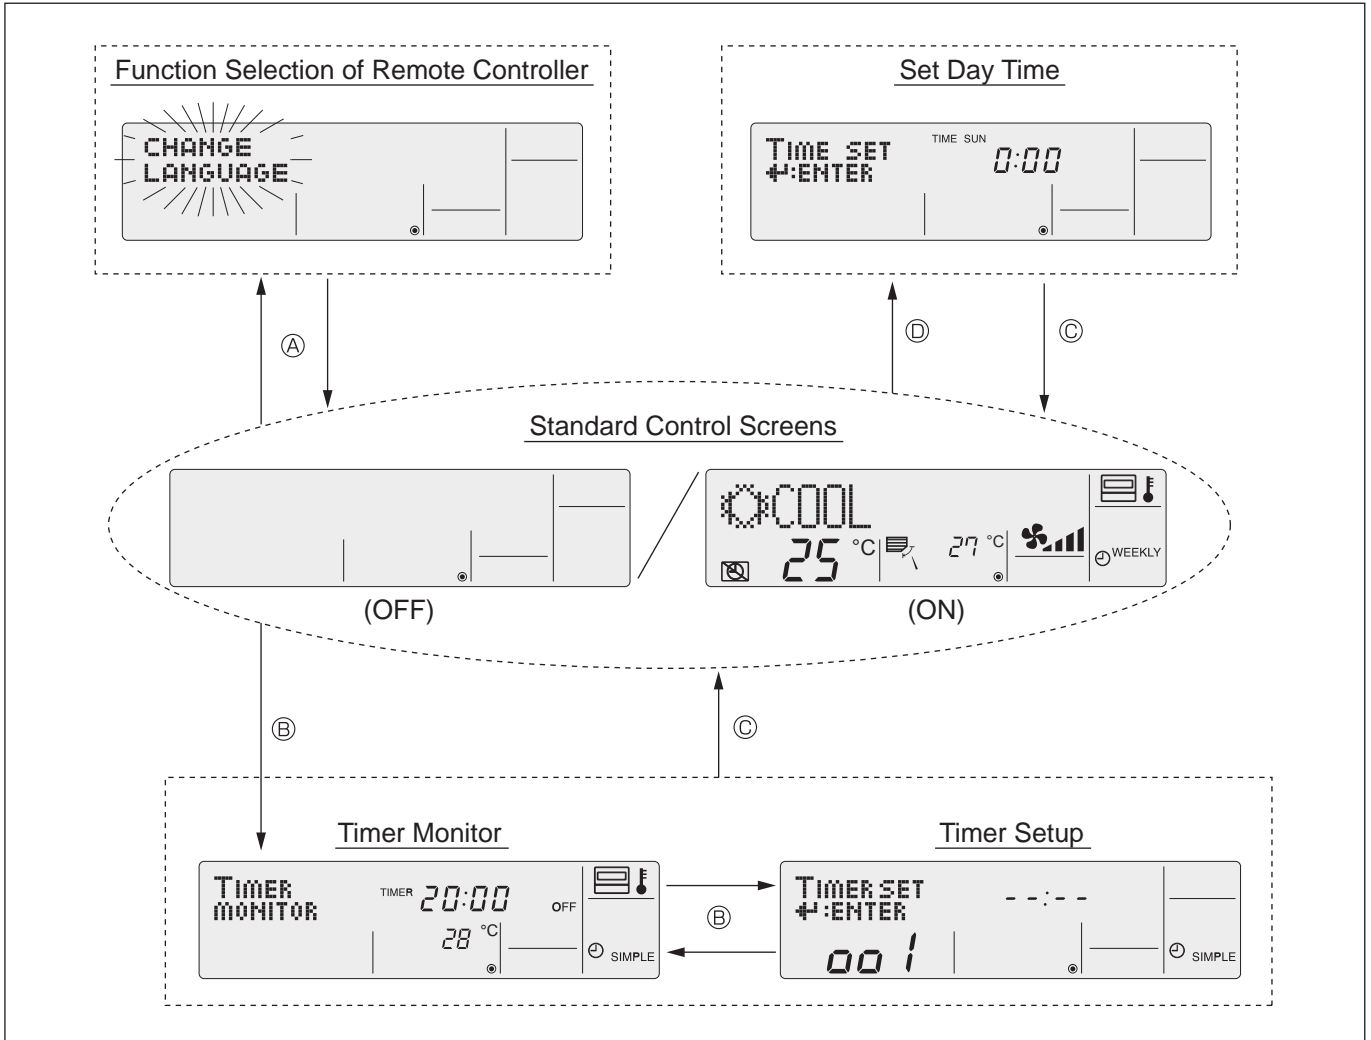 Function Selection of Remote Controller
CHANGE
LANGUAGE
Set Day Time
TIME SET
TIME SUN
0:00
:ENTER
Ⓐ
Ⓓ
Ⓒ
Standard Control Screens
COOL
25 °C
27 °C
WEEKLY
(OFF)
(ON)
Ⓑ
Ⓒ
Timer Monitor
TIMER
MONITOR
TIMER 20:00 OFF
28 °C
SIMPLE
Ⓑ
Timer Setup
TIMER SET
:ENTER
--:--
001
SIMPLE